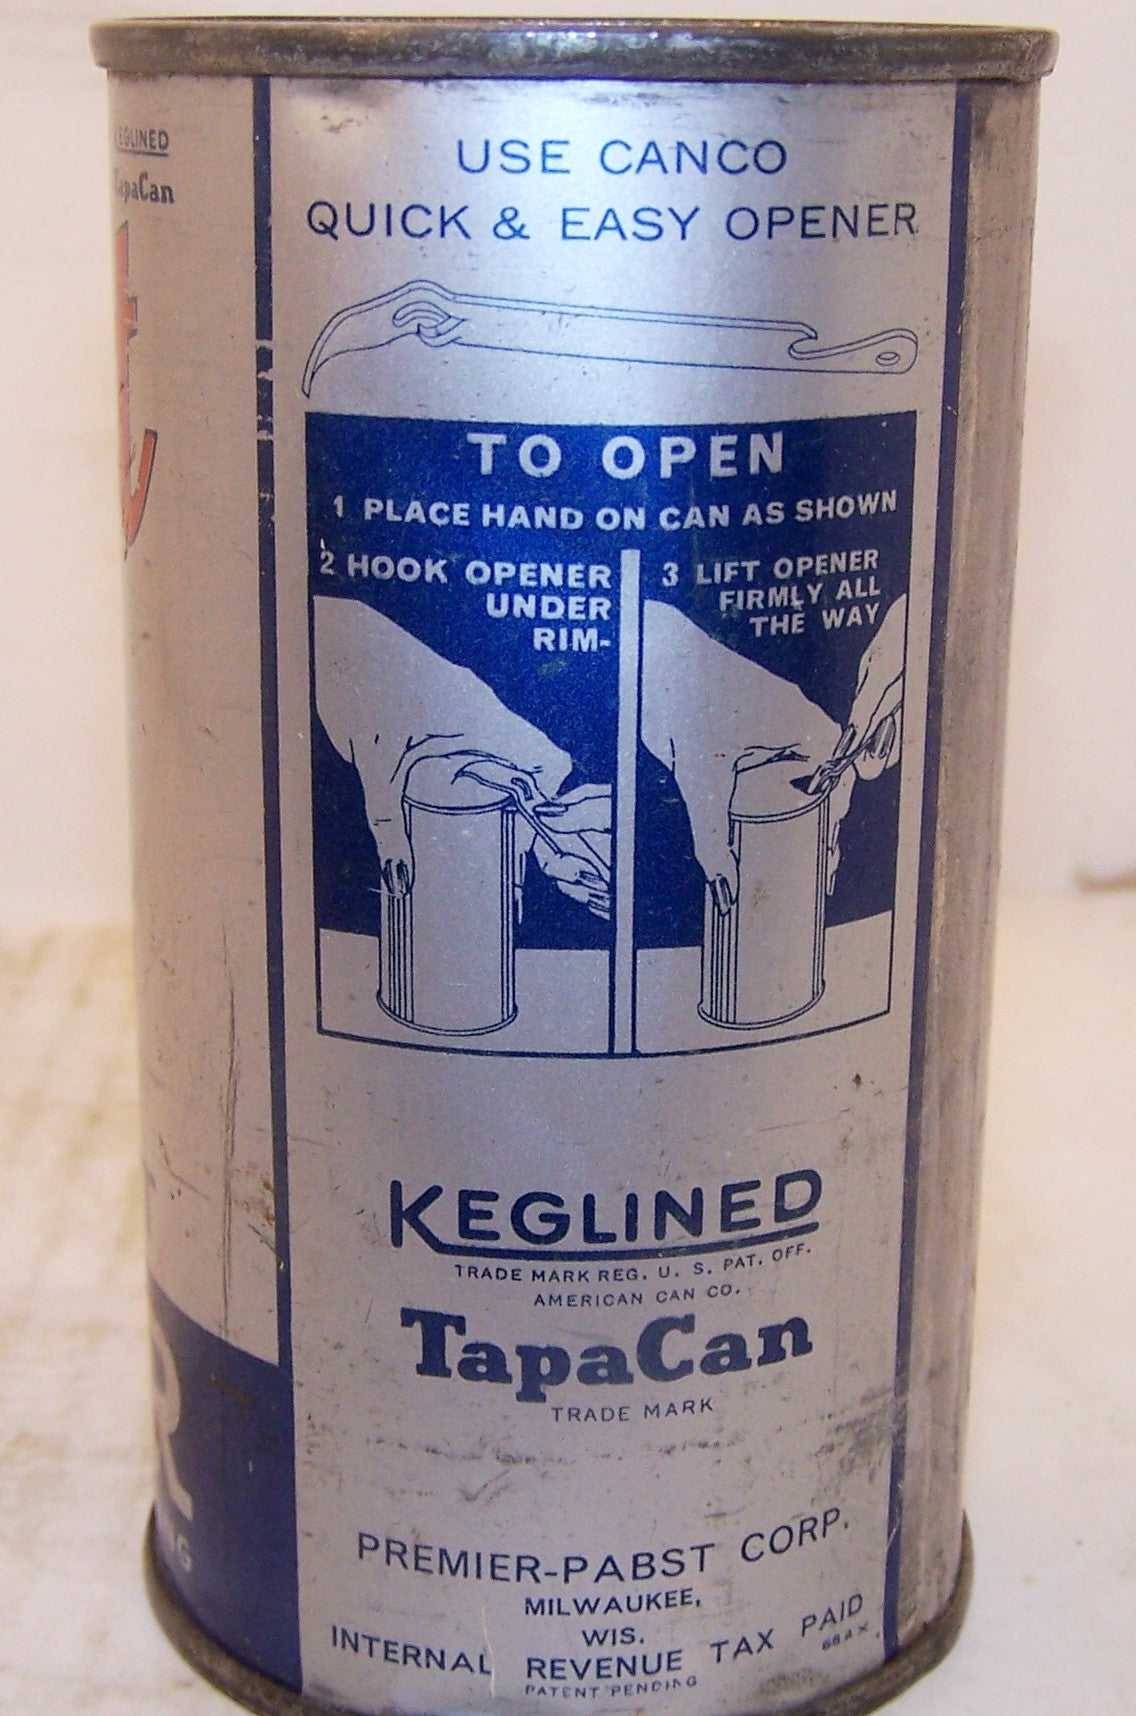 USE CANCO
QUICK & EASY OPENER
TO OPEN
1 PLACE HAND ON CAN AS SHOWN
2 HOOK OPENER
UNDER
RIM-
3 LIFT OPENER
FIRMLY ALL
THE WAY
KEGLINED
TRADE MARK REG. U. S. PAT. OFF.
AMERICAN CAN CO.
TapaCan
TRADE MARK
PREMIER-PABST CORP.
MILWAUKEE,
WIS.
INTERNAL REVENUE TAX PAID
PATENT PENDING